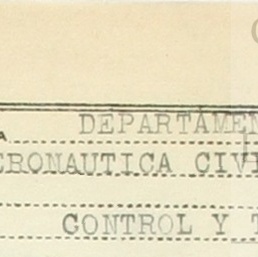 DEPARTAMEN
ERONAUTICA CIVI
CONTROL Y T